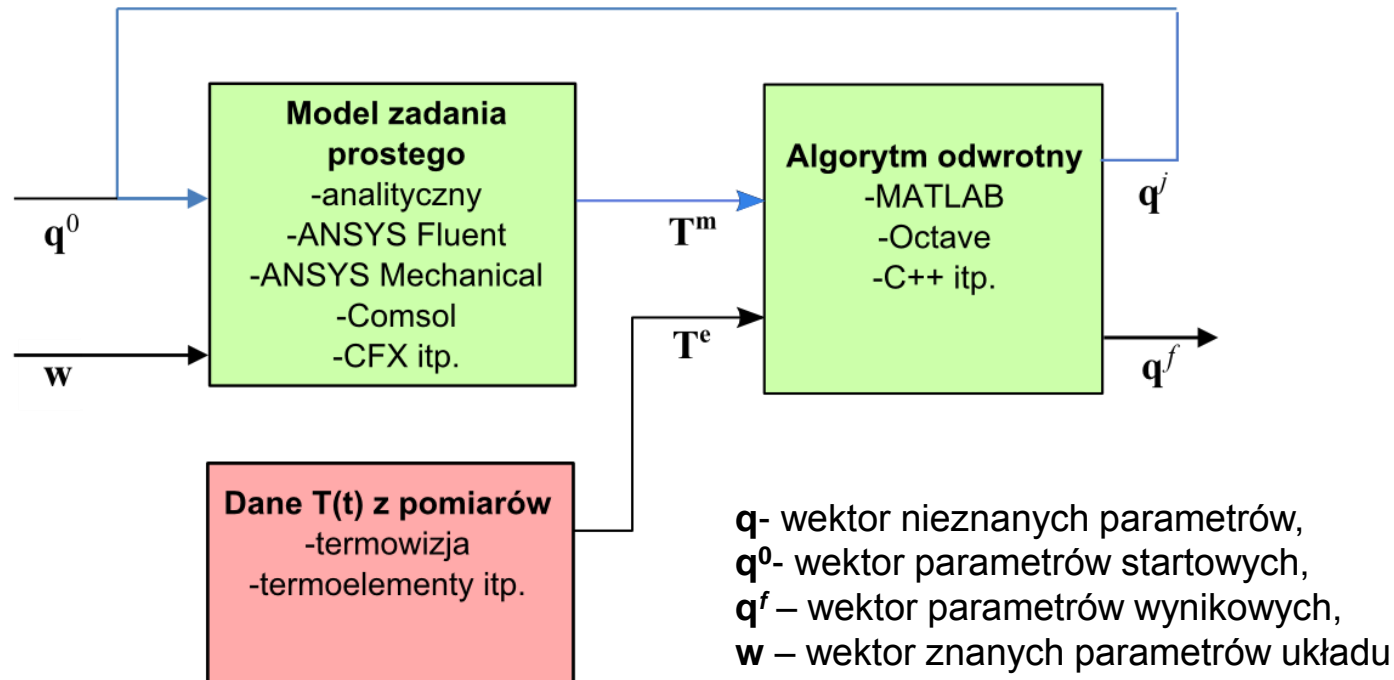 Model zadania
prostego
-analityczny
-ANSYS Fluent
-ANSYS Mechanical
-Comsol
-CFX itp.
q⁰
w
Tᵐ
Tᵉ
Algorytm odwrotny
-MATLAB
-Octave
-C++ itp.
qʲ
qᶠ
Dane T(t) z pomiarów
-termowizja
-termoelementy itp.
q- wektor nieznanych parametrów,
q⁰- wektor parametrów startowych,
qᶠ – wektor parametrów wynikowych,
w – wektor znanych parametrów układu